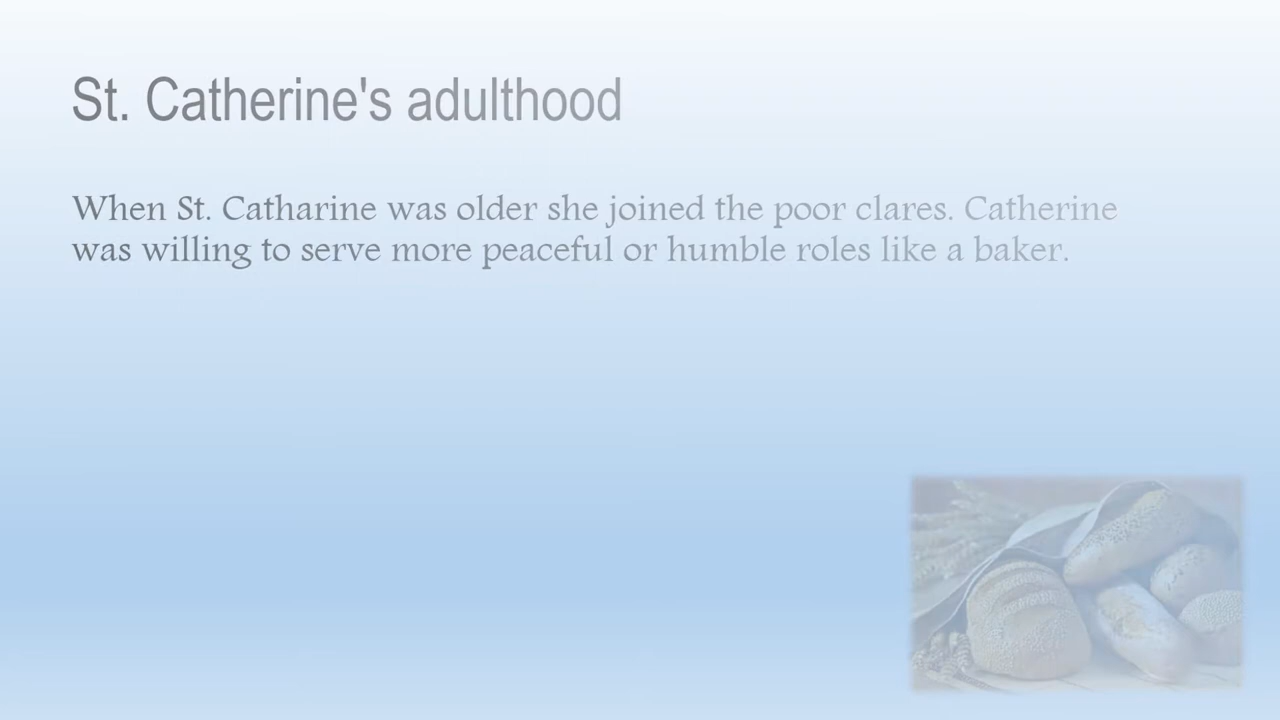 St. Catherine's adulthood
When St. Catharine was older she joined the poor clares. Catherine
was willing to serve more peaceful or humble roles like a baker.